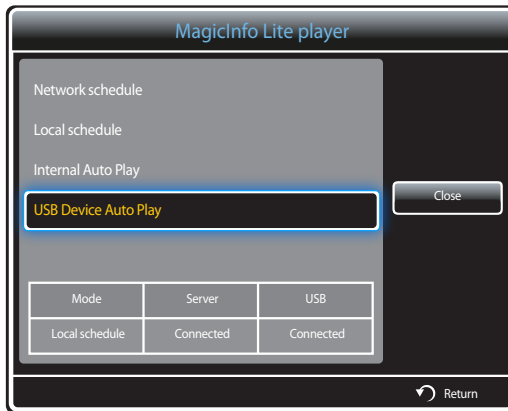 MagicInfo Lite player
Network schedule
Local schedule
Internal Auto Play
USB Device Auto Play
Close
Mode Server USB
Local schedule Connected Connected
Return